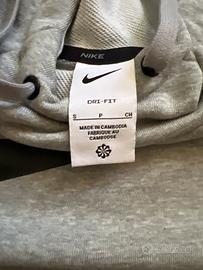 NIKE
DRI-FIT
S P CH
MADE IN CAMBODIA
FABRIQUÉ AU
CAMBODGE